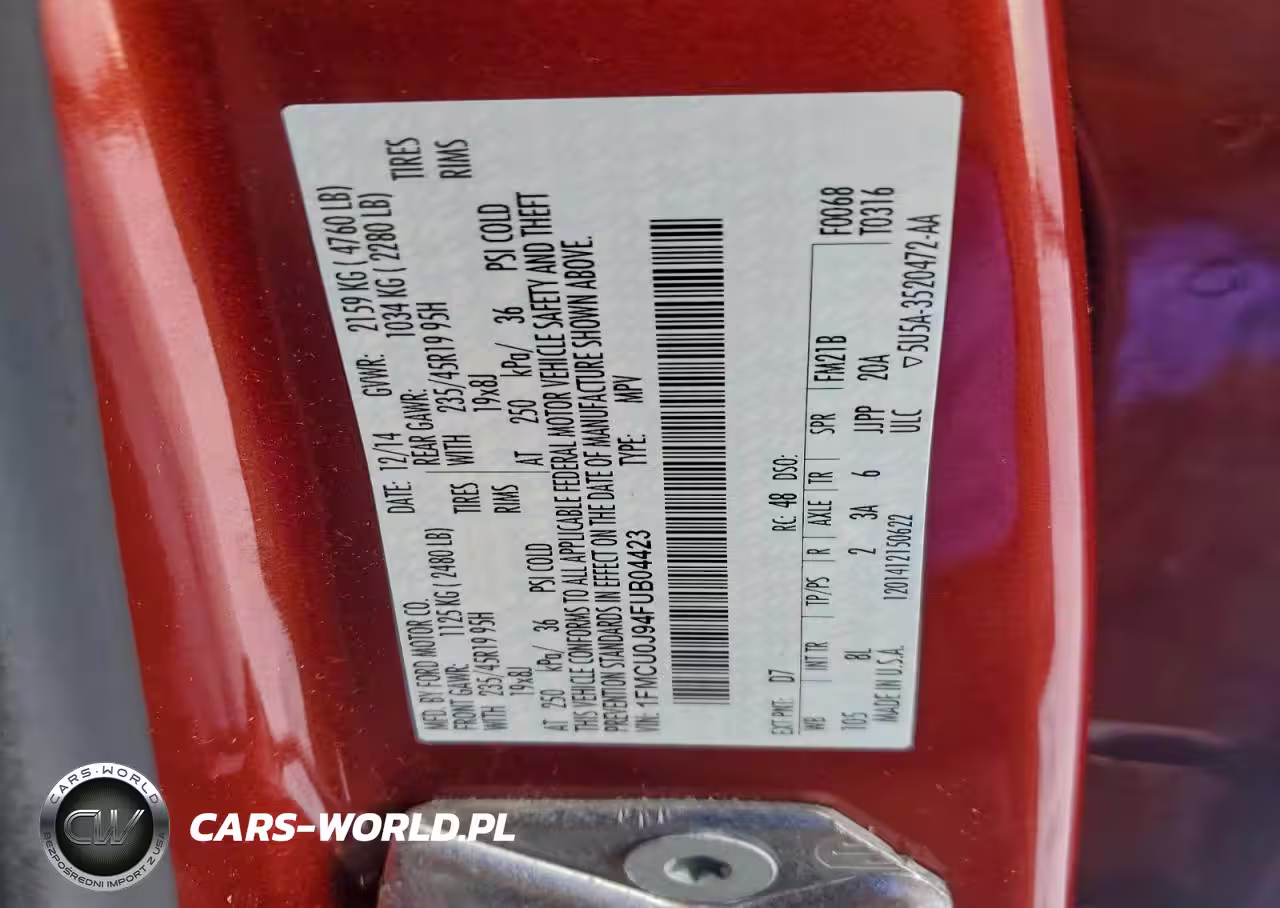 MFD. BY FORD MOTOR CO.
DATE: 12/14 GVWR: 2159 KG ( 4760 LB)
FRONT GAWR: 1125 KG ( 2480 LB)
REAR GAWR: 1034 KG ( 2280 LB)
WITH 235/45R19 95H TIRES
WITH 235/45R19 95H TIRES
19x8J RIMS
19x8J RIMS
AT 250 kPa/ 36 PSI COLD
AT 250 kPa/ 36 PSI COLD
THIS VEHICLE CONFORMS TO ALL APPLICABLE FEDERAL MOTOR VEHICLE SAFETY AND THEFT
PREVENTION STANDARDS IN EFFECT ON THE DATE OF MANUFACTURE SHOWN ABOVE.
VIN: 1FMCU0J94FUB04423 TYPE: MPV
EXT PNT: D7 RC: 48 DSO:
WB INT TR TP/PS R AXLE TR SPR FM21B F0068
105 8L 2 3A 6 JJPP 20A T0316
MADE IN U.S.A. 1201412150622 ULC
▽5U5A-3520472-AA
CARS-WORLD
CW
BEZPOŚREDNI IMPORT Z USA
CARS-WORLD.PL